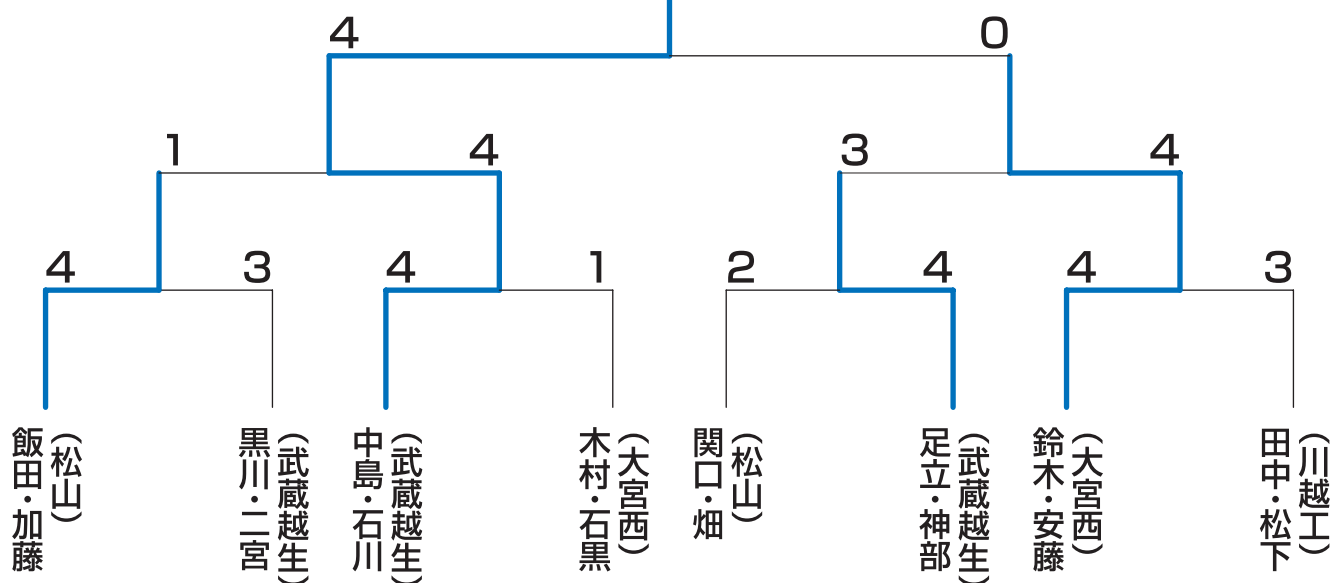 4
0
1
4
3
4
4
3
4
1
2
4
4
3
飯田・加藤
（松山）
黒川・二宮
（武蔵越生）
中島・石川
（武蔵越生）
木村・石黒
（大宮西）
関口・畑
（松山）
足立・神部
（武蔵越生）
鈴木・安藤
（大宮西）
田中・松下
（川越工）